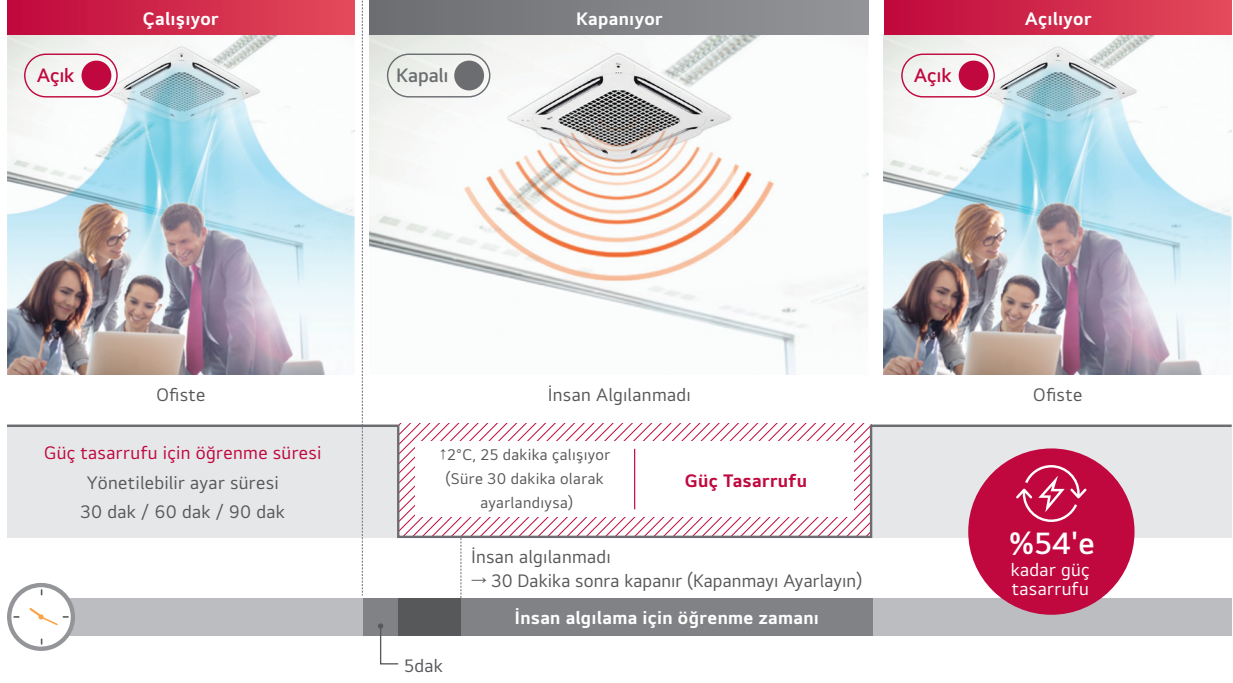 Çalışıyor
Kapanıyor
Açılıyor
Açık
Kapalı
Açık
Ofiste
İnsan Algılanmadı
Ofiste
Güç tasarrufu için öğrenme süresi
Yönetilebilir ayar süresi
30 dak / 60 dak / 90 dak
↑2°C, 25 dakika çalışıyor
(Süre 30 dakika olarak
ayarlandıysa)
Güç Tasarrufu
%54'e
kadar güç
tasarrufu
İnsan algılanmadı
→ 30 Dakika sonra kapanır (Kapanmayı Ayarlayın)
İnsan algılama için öğrenme zamanı
5dak